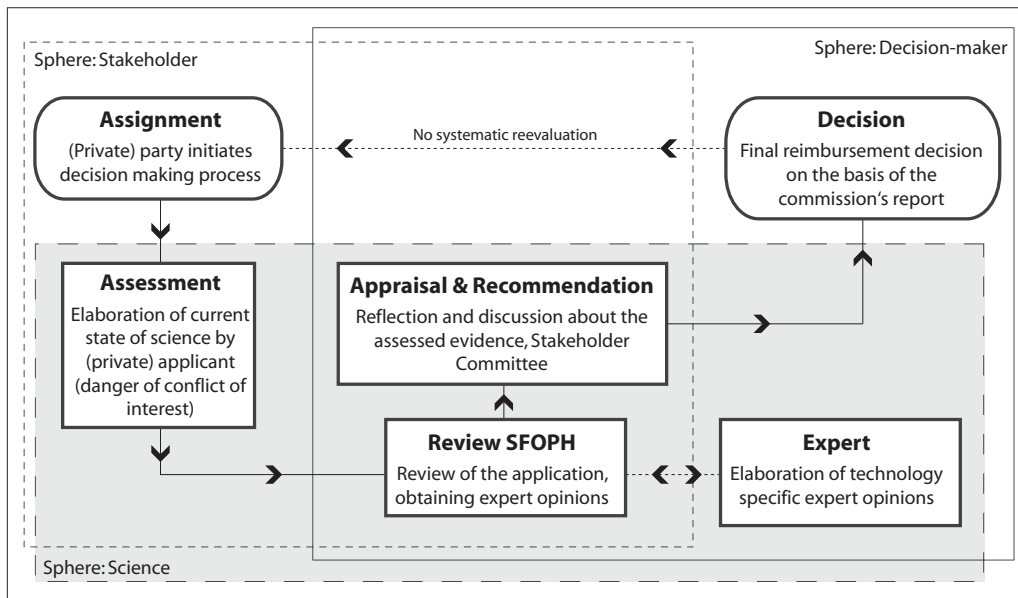 Sphere: Stakeholder
Sphere: Decision-maker
Assignment
(Private) party initiates
decision making process
No systematic reevaluation
Decision
Final reimbursement decision
on the basis of the
commission‘s report
Assessment
Elaboration of current
state of science by
(private) applicant
(danger of conflict of
interest)
Appraisal & Recommendation
Reflection and discussion about the
assessed evidence, Stakeholder
Committee
Review SFOPH
Review of the application,
obtaining expert opinions
Expert
Elaboration of technology
specific expert opinions
Sphere: Science